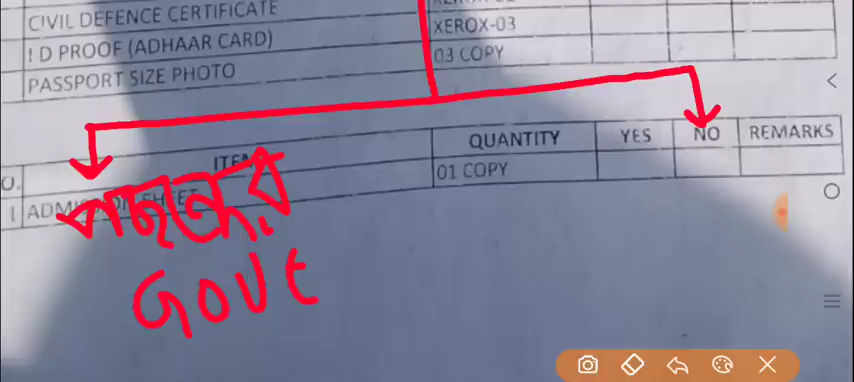 CIVIL DEFENCE CERTIFICATE
XEROX-03
! D PROOF (ADHAAR CARD) 03 COPY
PASSPORT SIZE PHOTO
O. ITEM QUANTITY YES NO REMARKS
1 ADMISSION SHEET 01 COPY
GOVt